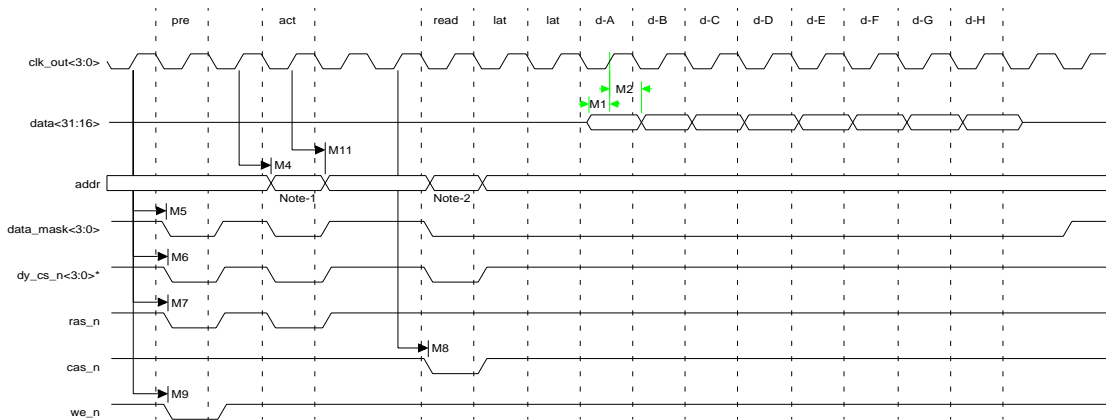 pre act read lat lat d-A d-B d-C d-D d-E d-F d-G d-H
clk_out<3:0>
M2
M1
data<31:16>
M11
M4
addr
Note-1 Note-2
M5
data_mask<3:0>
M6
dy_cs_n<3:0>*
M7
ras_n
M8
cas_n
M9
we_n